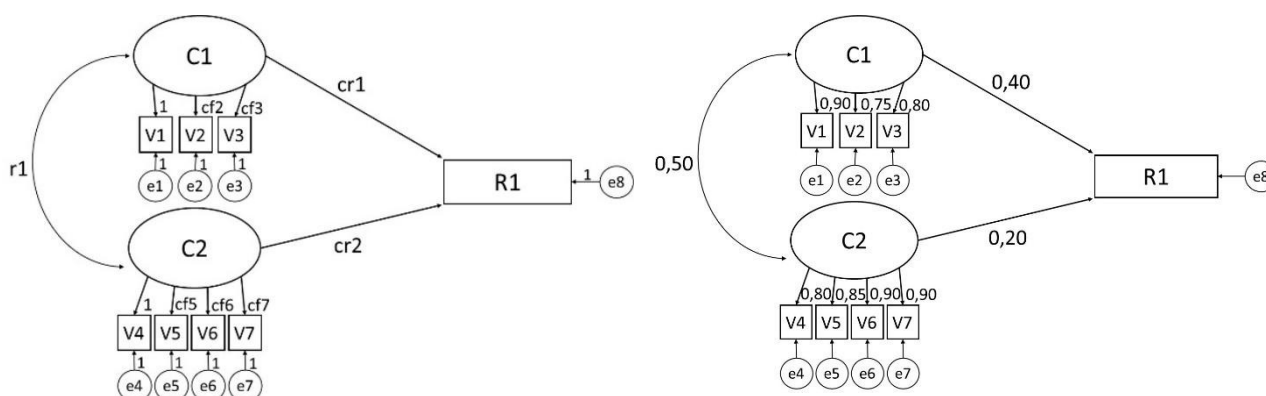 C1
cr1
1 cf2 cf3
V1 V2 V3
1 1 1
e1 e2 e3
r1
R1
1
e8
C2
cr2
1 cf5 cf6 cf7
V4 V5 V6 V7
1 1 1 1
e4 e5 e6 e7
C1
0,40
0,90 0,75 0,80
V1 V2 V3
e1 e2 e3
0,50
R1
e8
C2
0,20
0,80 0,85 0,90 0,90
V4 V5 V6 V7
e4 e5 e6 e7